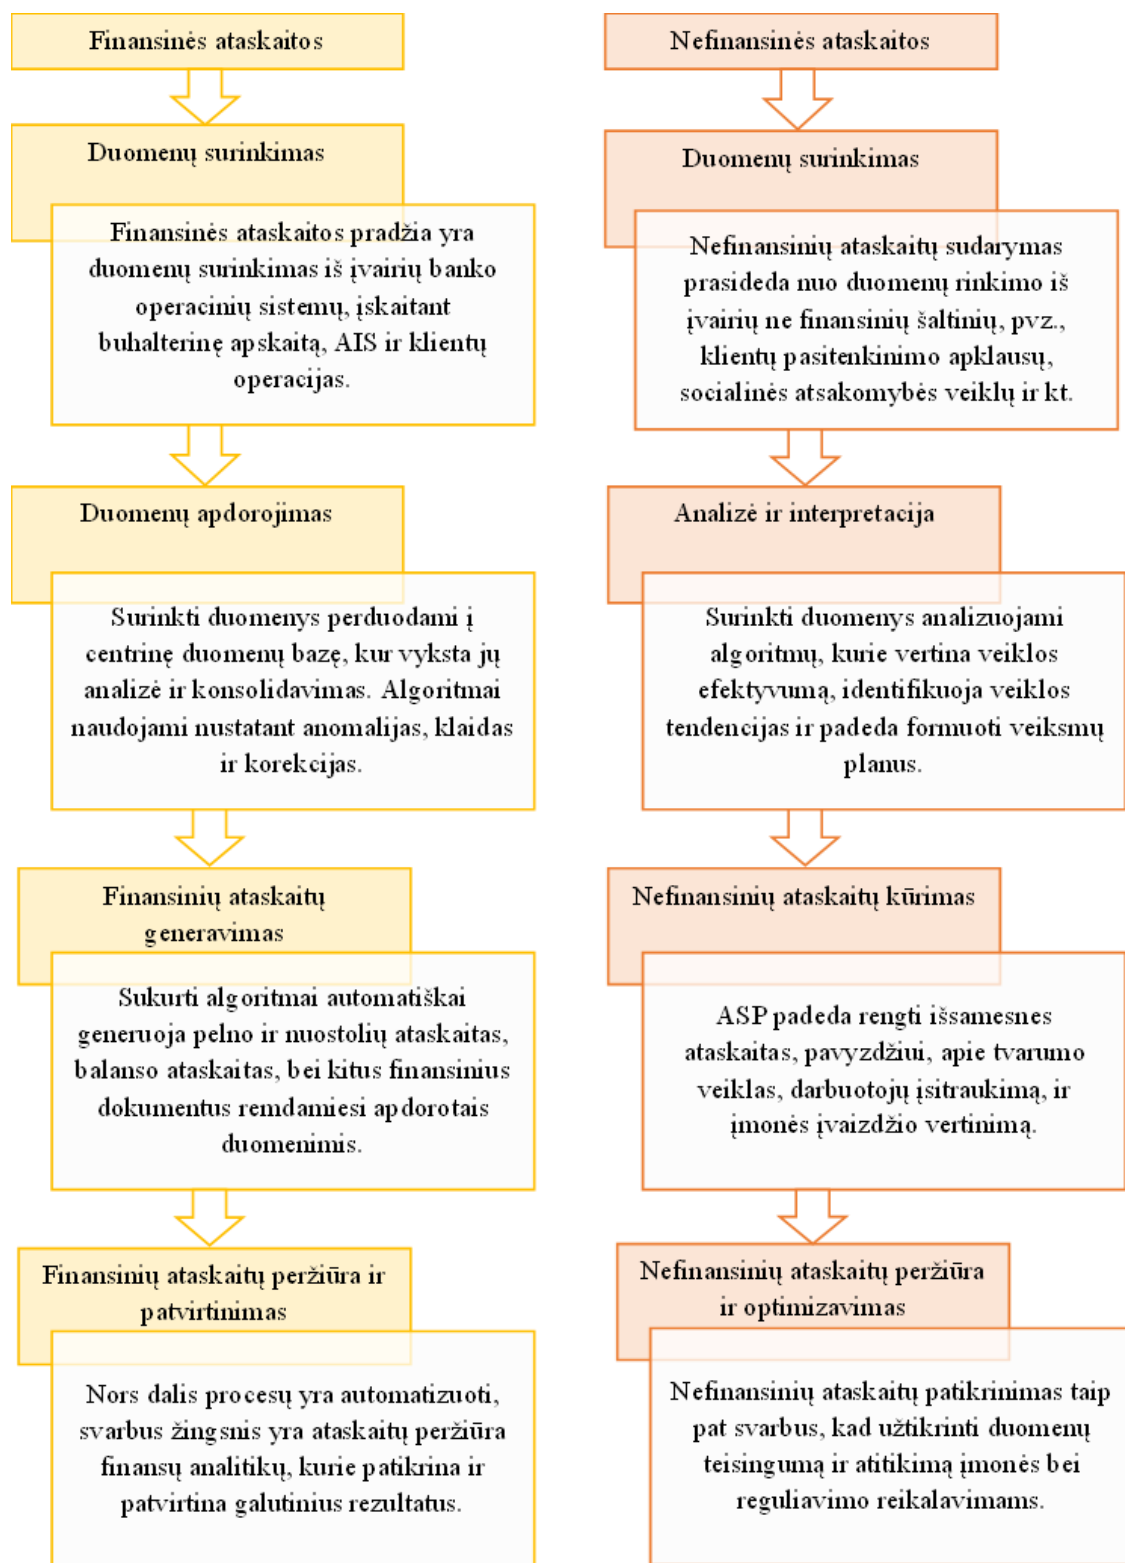 Finansinės ataskaitos
Duomenų surinkimas
Finansinės ataskaitos pradžia yra
duomenų surinkimas iš įvairių banko
operacinių sistemų, įskaitant
buhalterinę apskaitą, AIS ir klientų
operacijas.
Duomenų apdorojimas
Surinkti duomenys perduodami į
centrinę duomenų bazę, kur vyksta jų
analizė ir konsolidavimas. Algoritmai
naudojami nustatant anomalijas, klaidas
ir korekcijas.
Finansinių ataskaitų
generavimas
Sukurti algoritmai automatiškai
generuoja pelno ir nuostolių ataskaitas,
balanso ataskaitas, bei kitus finansinius
dokumentus remdamiesi apdorotais
duomenimis.
Finansinių ataskaitų peržiūra ir
patvirtinimas
Nors dalis procesų yra automatizuoti,
svarbus žingsnis yra ataskaitų peržiūra
finansų analitikų, kurie patikrina ir
patvirtina galutinius rezultatus.
Nefinansinės ataskaitos
Duomenų surinkimas
Nefinansinių ataskaitų sudarymas
prasideda nuo duomenų rinkimo iš
įvairių ne finansinių šaltinių, pvz.,
klientų pasitenkinimo apklausų,
socialinės atsakomybės veiklų ir kt.
Analizė ir interpretacija
Surinkti duomenys analizuojami
algoritmų, kurie vertina veiklos
efektyvumą, identifikuoja veiklos
tendencijas ir padeda formuoti veiksmų
planus.
Nefinansinių ataskaitų kūrimas
ASP padeda rengti išsamesnes
ataskaitas, pavyzdžiui, apie tvarumo
veiklas, darbuotojų įsitraukimą, ir
įmonės įvaizdžio vertinimą.
Nefinansinių ataskaitų peržiūra
ir optimizavimas
Nefinansinių ataskaitų patikrinimas taip
pat svarbus, kad užtikrinti duomenų
teisingumą ir atitikimą įmonės bei
reguliavimo reikalavimams.